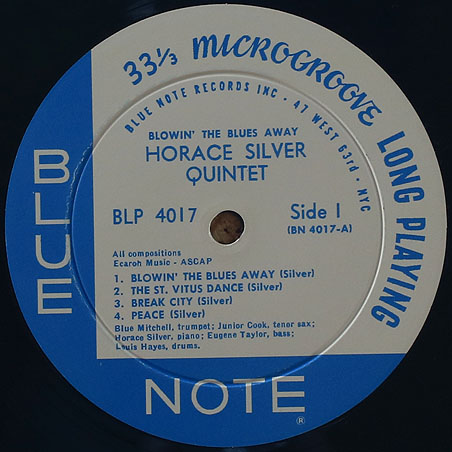 33⅓ MICROGROOVE LONG PLAYING
BLUE NOTE RECORDS INC • 47 WEST 63rd • NYC
BLOWIN' THE BLUES AWAY
HORACE SILVER
QUINTET
BLP 4017
Side 1
(BN 4017-A)
All compositions
Ecaroh Music - ASCAP
1. BLOWIN' THE BLUES AWAY (Silver)
2. THE ST. VITUS DANCE (Silver)
3. BREAK CITY (Silver)
4. PEACE (Silver)
Blue Mitchell, trumpet; Junior Cook, tenor sax;
Horace Silver, piano; Eugene Taylor, bass;
Louis Hayes, drums.
BLUE
NOTE
®